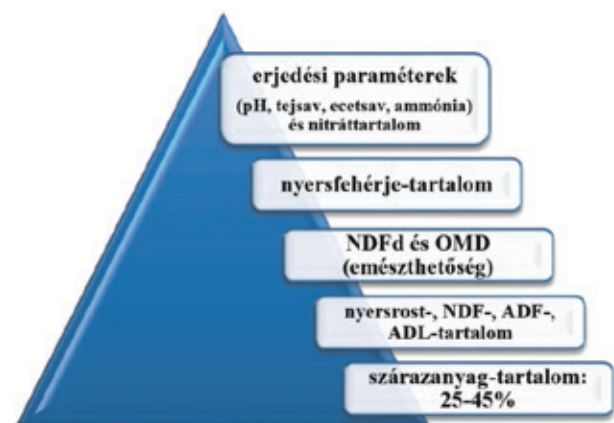 erjedési paraméterek
(pH, tejsav, ecetsav, ammónia)
és nitráttartalom
nyersfehérje-tartalom
NDFd és OMD
(emészthetőség)
nyersrost-, NDF-, ADF-,
ADL-tartalom
szárazanyag-tartalom:
25-45%